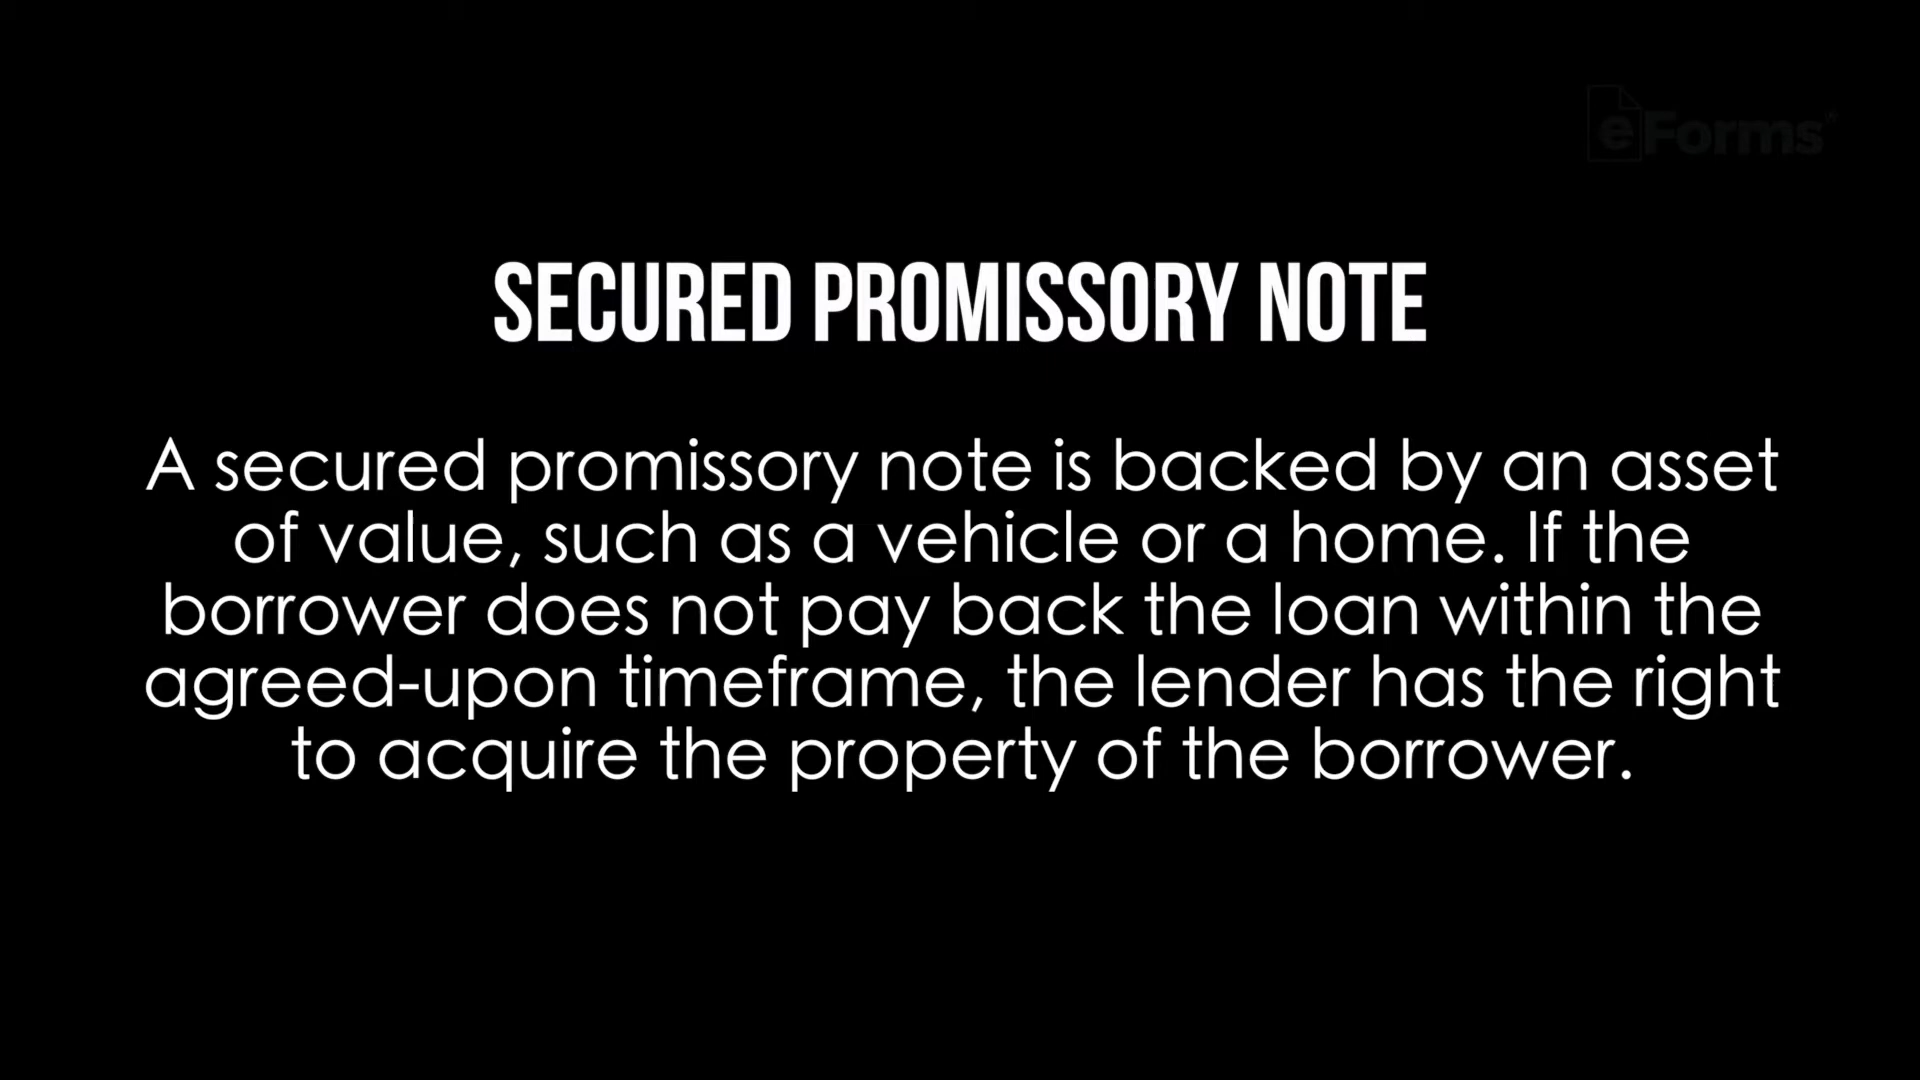 eForms
SECURED PROMISSORY NOTE
A secured promissory note is backed by an asset
of value, such as a vehicle or a home. If the
borrower does not pay back the loan within the
agreed-upon timeframe, the lender has the right
to acquire the property of the borrower.